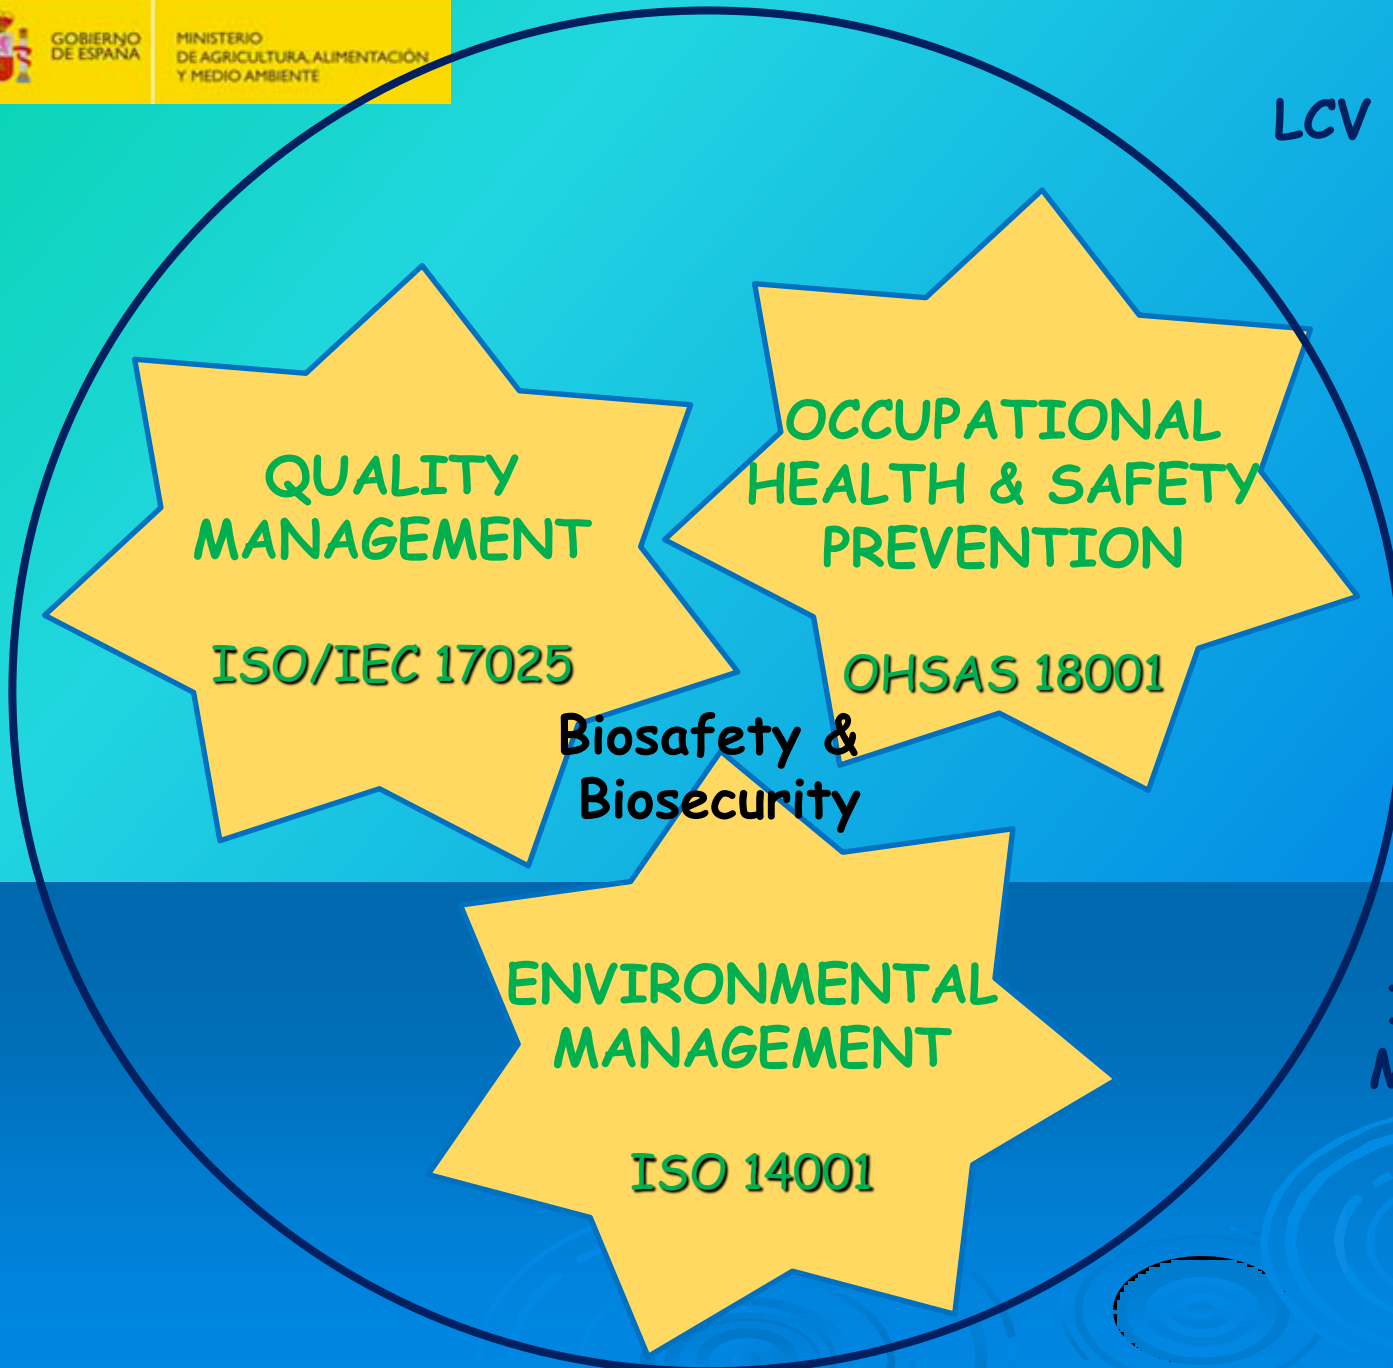 GOBIERNO
DE ESPAÑA
MINISTERIO
DE AGRICULTURA, ALIMENTACIÓN
Y MEDIO AMBIENTE
LCV
QUALITY
MANAGEMENT
ISO/IEC 17025
OCCUPATIONAL
HEALTH & SAFETY
PREVENTION
OHSAS 18001
Biosafety &
Biosecurity
ENVIRONMENTAL
MANAGEMENT
ISO 14001